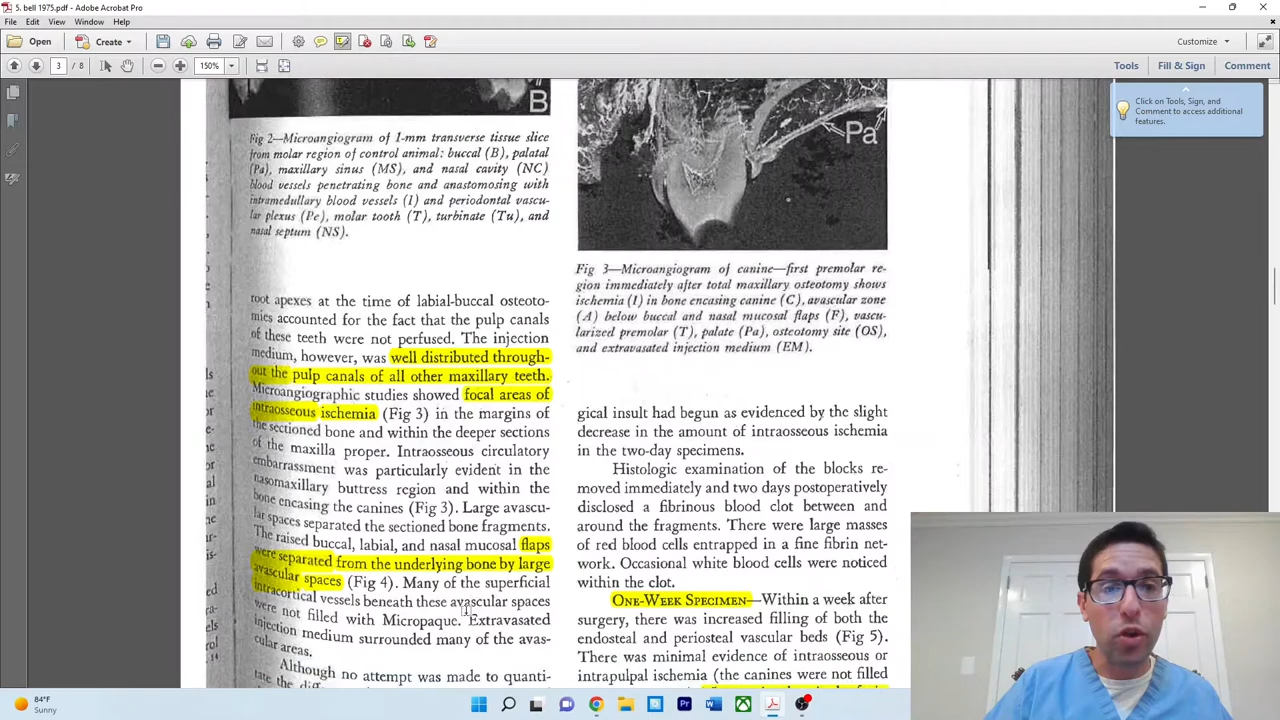 5. bell 1975.pdf - Adobe Acrobat Pro
File Edit View Window Help
Open Create Customize
3 / 8 150% Tools Fill & Sign Comment
Click on Tools, Sign, and
Comment to access additional
features.
B
Fig 2—Microangiogram of 1-mm transverse tissue slice
from molar region of control animal: buccal (B), palatal
(Pa), maxillary sinus (MS), and nasal cavity (NC)
blood vessels penetrating bone and anastomosing with
intramedullary blood vessels (I) and periodontal vascu-
lar plexus (Pe), molar tooth (T), turbinate (Tu), and
nasal septum (NS).
root apexes at the time of labial-buccal osteoto-
mies accounted for the fact that the pulp canals
of these teeth were not perfused. The injection
medium, however, was well distributed through-
out the pulp canals of all other maxillary teeth.
Microangiographic studies showed focal areas of
intraosseous ischemia (Fig 3) in the margins of
the sectioned bone and within the deeper sections
of the maxilla proper. Intraosseous circulatory
embarrassment was particularly evident in the
nasomaxillary buttress region and within the
bone encasing the canines (Fig 3). Large avascu-
lar spaces separated the sectioned bone fragments.
The raised buccal, labial, and nasal mucosal flaps
were separated from the underlying bone by large
avascular spaces (Fig 4). Many of the superficial
intracortical vessels beneath these avascular spaces
were not filled with Micropaque. Extravasated
injection medium surrounded many of the avas-
cular areas.
Although no attempt was made to quanti-
tate the
Pa
Fig 3—Microangiogram of canine—first premolar re-
gion immediately after total maxillary osteotomy shows
ischemia (I) in bone encasing canine (C), avascular zone
(A) below buccal and nasal mucosal flaps (F), vascu-
larized premolar (T), palate (Pa), osteotomy site (OS),
and extravasated injection medium (EM).
gical insult had begun as evidenced by the slight
decrease in the amount of intraosseous ischemia
in the two-day specimens.
Histologic examination of the blocks re-
moved immediately and two days postoperatively
disclosed a fibrinous blood clot between and
around the fragments. There were large masses
of red blood cells entrapped in a fine fibrin net-
work. Occasional white blood cells were noticed
within the clot.
ONE-WEEK SPECIMEN—Within a week after
surgery, there was increased filling of both the
endosteal and periosteal vascular beds (Fig 5).
There was minimal evidence of intraosseous or
intrapulpal ischemia (the canines were not filled
84°F
Sunny